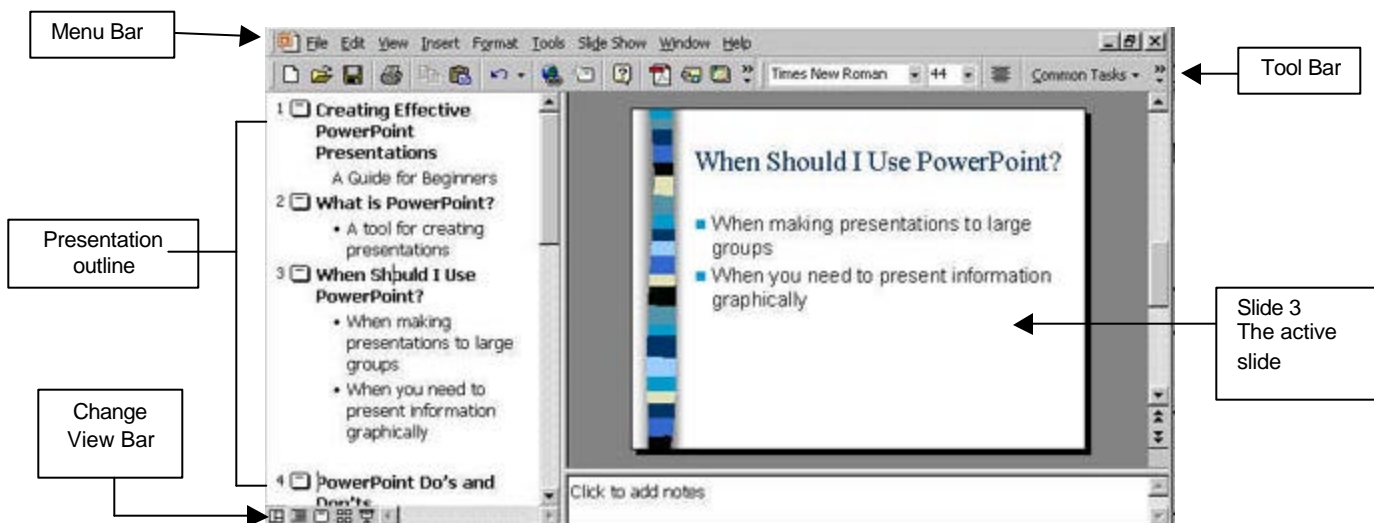 Menu Bar
File Edit View Insert Format Tools Slide Show Window Help
Times New Roman 44 Common Tasks
Tool Bar
1 Creating Effective
PowerPoint
Presentations
A Guide for Beginners
2 What is PowerPoint?
• A tool for creating
presentations
3 When Should I Use
PowerPoint?
• When making
presentations to large
groups
• When you need to
present information
graphically
4 PowerPoint Do's and
Don'ts
Presentation
outline
Change
View Bar
When Should I Use PowerPoint?
When making presentations to large
groups
When you need to present information
graphically
Slide 3
The active
slide
Click to add notes